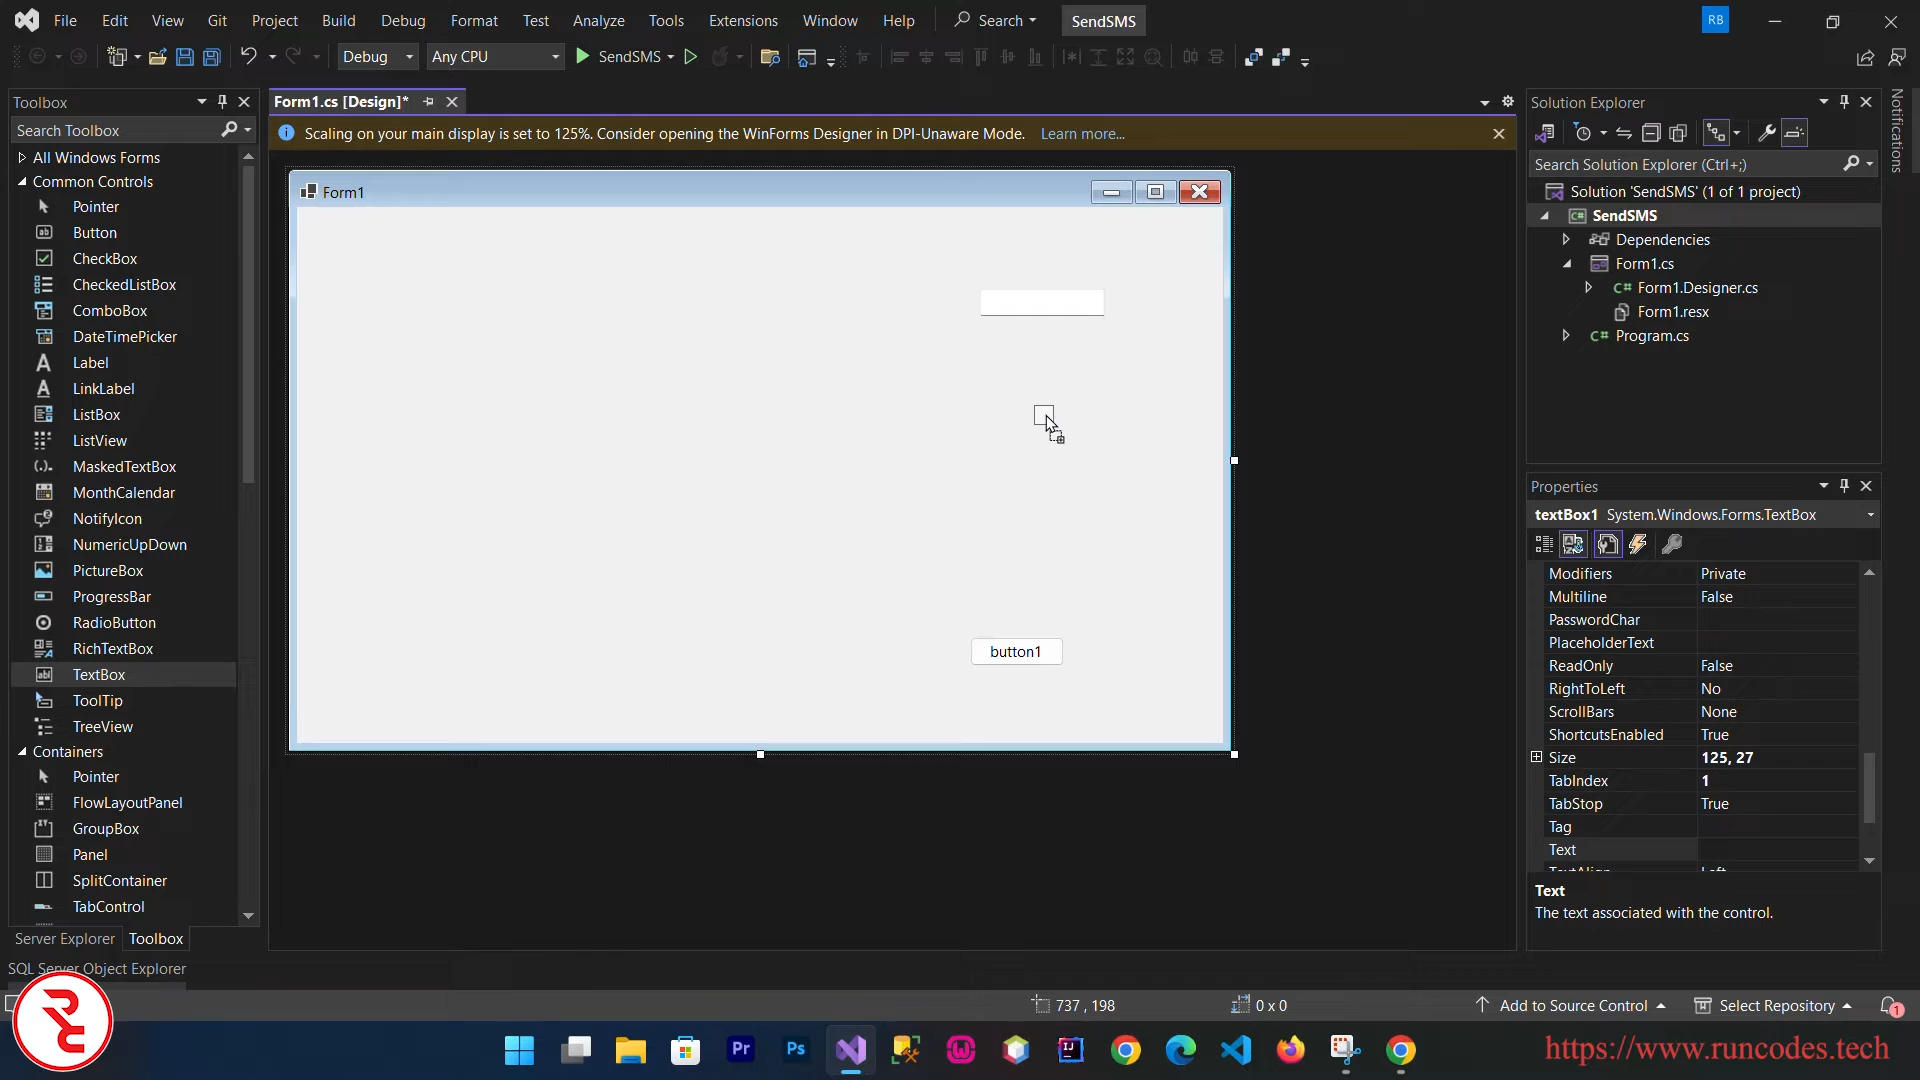 File Edit View Git Project Build Debug Format Test Analyze Tools Extensions Window Help Search SendSMS RB
Debug Any CPU SendSMS
Toolbox
Search Toolbox
All Windows Forms
Common Controls
Pointer
Button
CheckBox
CheckedListBox
ComboBox
DateTimePicker
Label
LinkLabel
ListBox
ListView
MaskedTextBox
MonthCalendar
NotifyIcon
NumericUpDown
PictureBox
ProgressBar
RadioButton
RichTextBox
TextBox
ToolTip
TreeView
Containers
Pointer
FlowLayoutPanel
GroupBox
Panel
SplitContainer
TabControl
Server Explorer Toolbox
SQL Server Object Explorer
Form1.cs [Design]*
Scaling on your main display is set to 125%. Consider opening the WinForms Designer in DPI-Unaware Mode. Learn more...
Form1
button1
Solution Explorer
Search Solution Explorer (Ctrl+;)
Solution 'SendSMS' (1 of 1 project)
SendSMS
Dependencies
Form1.cs
Form1.Designer.cs
Form1.resx
Program.cs
Notifications
Properties
textBox1 System.Windows.Forms.TextBox
Modifiers Private
Multiline False
PasswordChar
PlaceholderText
ReadOnly False
RightToLeft No
ScrollBars None
ShortcutsEnabled True
Size 125, 27
TabIndex 1
TabStop True
Tag
Text
TextAlign Left
Text
The text associated with the control.
737 , 198 0 x 0 Add to Source Control Select Repository 1
Pr Ps IJ
https://www.runcodes.tech